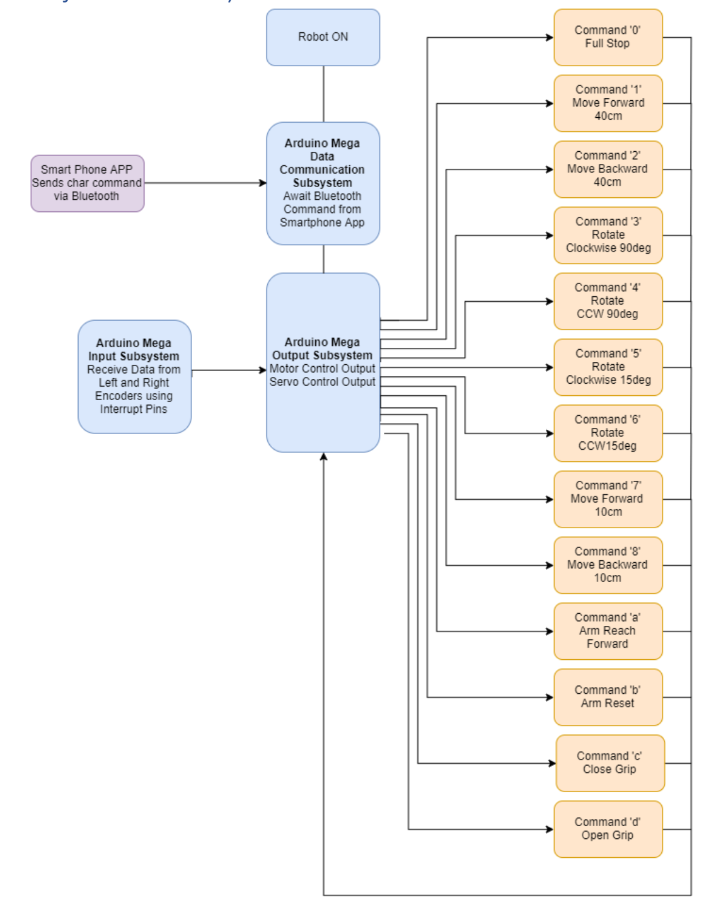 Robot ON
Arduino Mega
Data
Communication
Subsystem
Await Bluetooth
Command from
Smartphone App
Smart Phone APP
Sends char command
via Bluetooth
Arduino Mega
Input Subsystem
Receive Data from
Left and Right
Encoders using
Interrupt Pins
Arduino Mega
Output Subsystem
Motor Control Output
Servo Control Output
Command '0'
Full Stop
Command '1'
Move Forward
40cm
Command '2'
Move Backward
40cm
Command '3'
Rotate
Clockwise 90deg
Command '4'
Rotate
CCW 90deg
Command '5'
Rotate
Clockwise 15deg
Command '6'
Rotate
CCW15deg
Command '7'
Move Forward
10cm
Command '8'
Move Backward
10cm
Command 'a'
Arm Reach
Forward
Command 'b'
Arm Reset
Command 'c'
Close Grip
Command 'd'
Open Grip